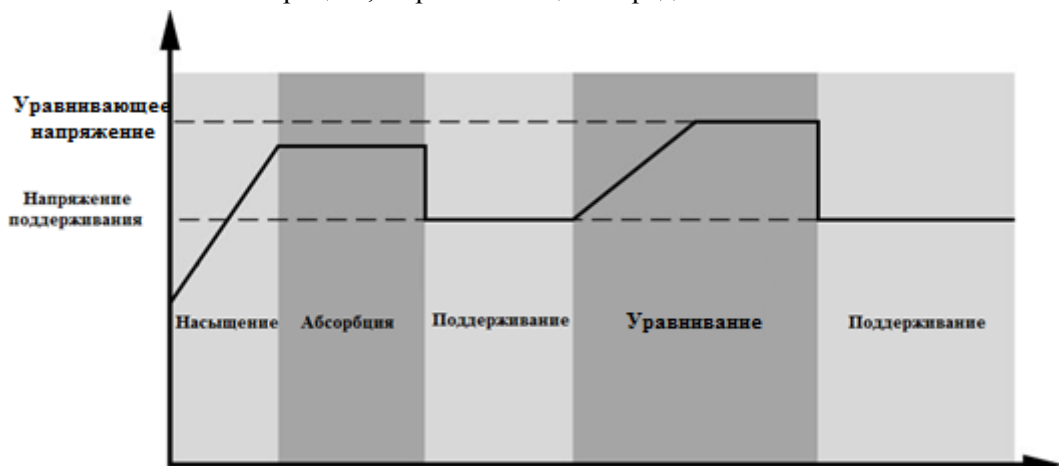 Уравнивающее
напряжение
Напряжение
поддерживания
Насыщение
Абсорбция
Поддерживание
Уравнивание
Поддерживание